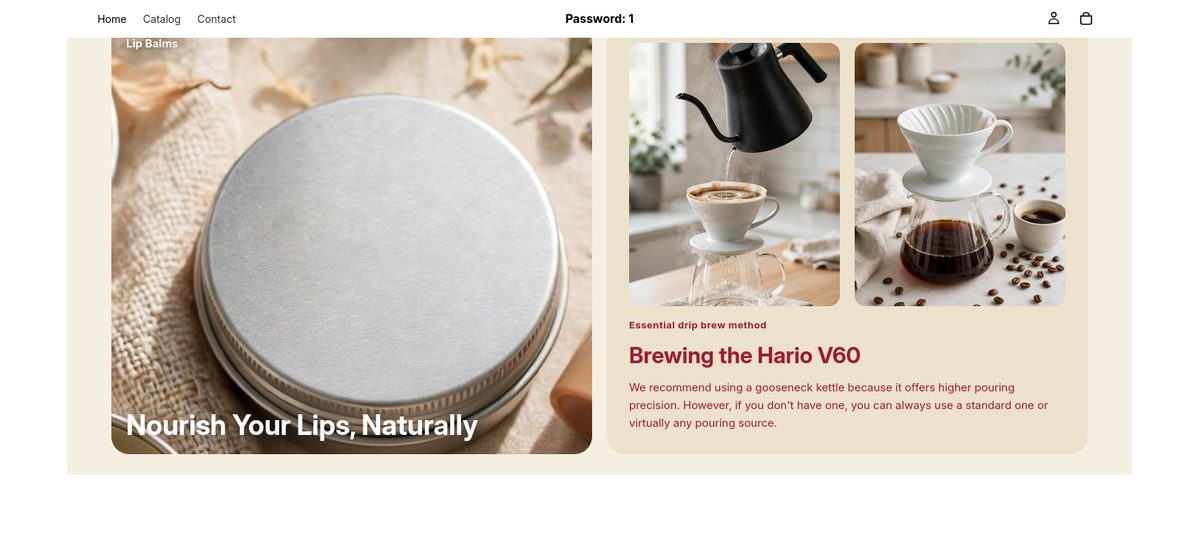 Home Catalog Contact
Password: 1
Lip Balms
Nourish Your Lips, Naturally
Essential drip brew method
Brewing the Hario V60
We recommend using a gooseneck kettle because it offers higher pouring
precision. However, if you don't have one, you can always use a standard one or
virtually any pouring source.